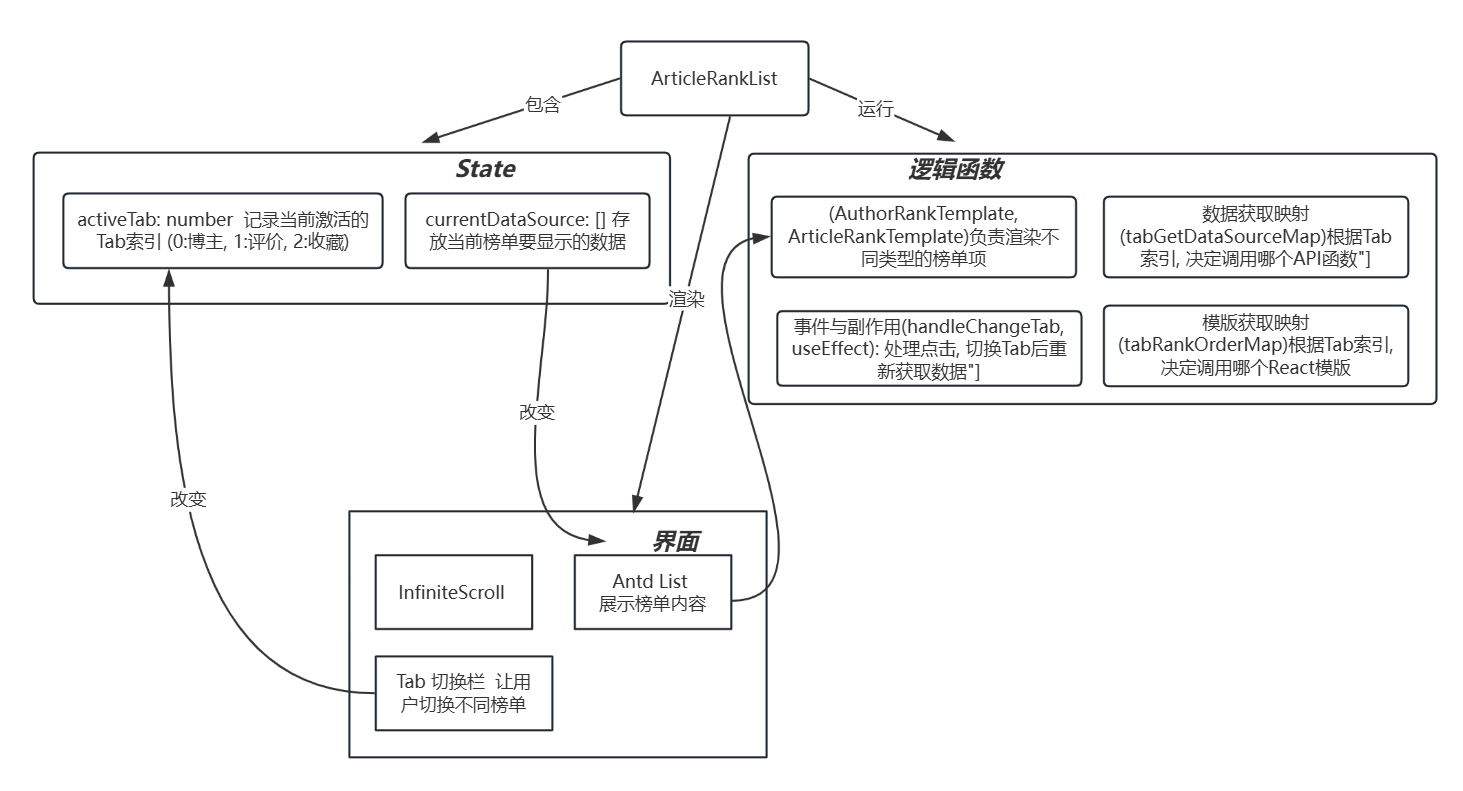 ArticleRankList
包含
运行
State
activeTab: number  记录当前激活的
Tab索引 (0:博主, 1:评价, 2:收藏)
currentDataSource: [] 存
放当前榜单要显示的数据
逻辑函数
(AuthorRankTemplate,
ArticleRankTemplate)负责渲染不
同类型的榜单项
数据获取映射
(tabGetDataSourceMap)根据Tab
索引, 决定调用哪个API函数"]
事件与副作用(handleChangeTab,
useEffect): 处理点击, 切换Tab后重
新获取数据"]
模版获取映射
(tabRankOrderMap)根据Tab索引,
决定调用哪个React模版
渲染
改变
改变
界面
InfiniteScroll
Antd List
展示榜单内容
Tab 切换栏  让用
户切换不同榜单